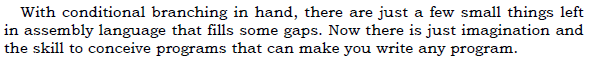 With conditional branching in hand, there are just a few small things left
in assembly language that fills some gaps. Now there is just imagination and
the skill to conceive programs that can make you write any program.